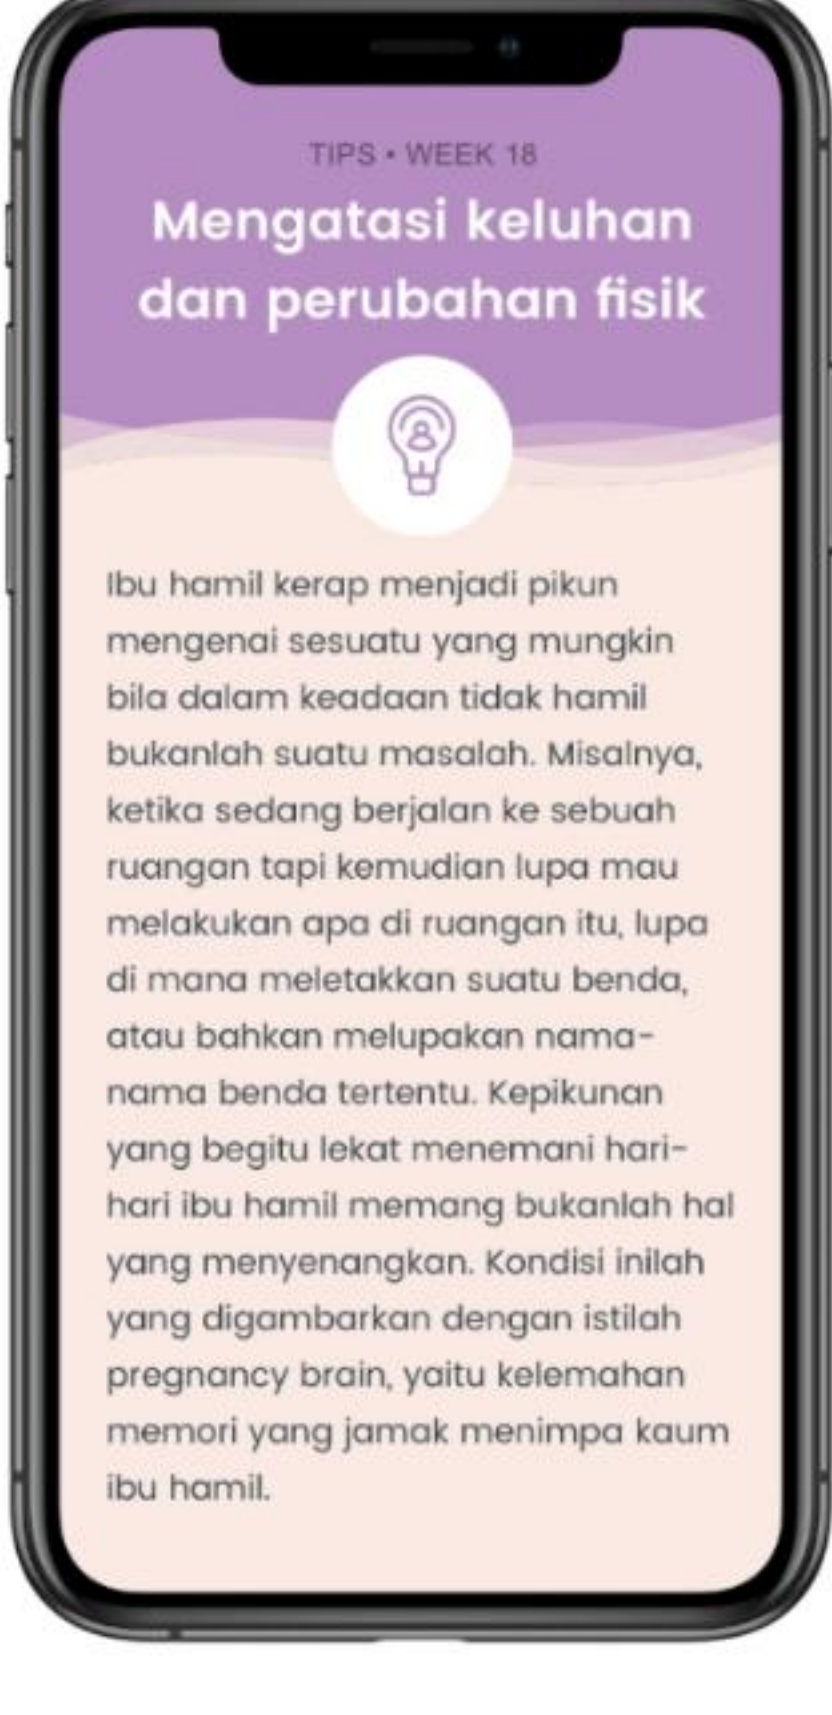 TIPS • WEEK 18
Mengatasi keluhan
dan perubahan fisik
Ibu hamil kerap menjadi pikun
mengenai sesuatu yang mungkin
bila dalam keadaan tidak hamil
bukanlah suatu masalah. Misalnya,
ketika sedang berjalan ke sebuah
ruangan tapi kemudian lupa mau
melakukan apa di ruangan itu, lupa
di mana meletakkan suatu benda,
atau bahkan melupakan nama-
nama benda tertentu. Kepikunan
yang begitu lekat menemani hari-
hari ibu hamil memang bukanlah hal
yang menyenangkan. Kondisi inilah
yang digambarkan dengan istilah
pregnancy brain, yaitu kelemahan
memori yang jamak menimpa kaum
ibu hamil.